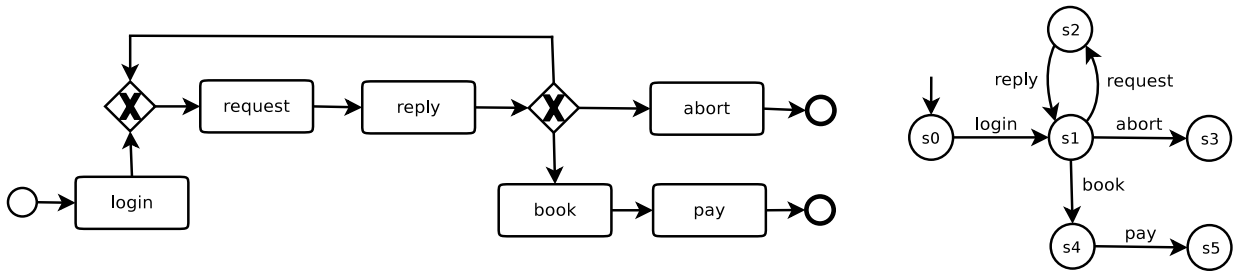 X
request
reply
X
abort
login
book
pay
s2
reply
request
s0
login
s1
abort
s3
book
s4
pay
s5